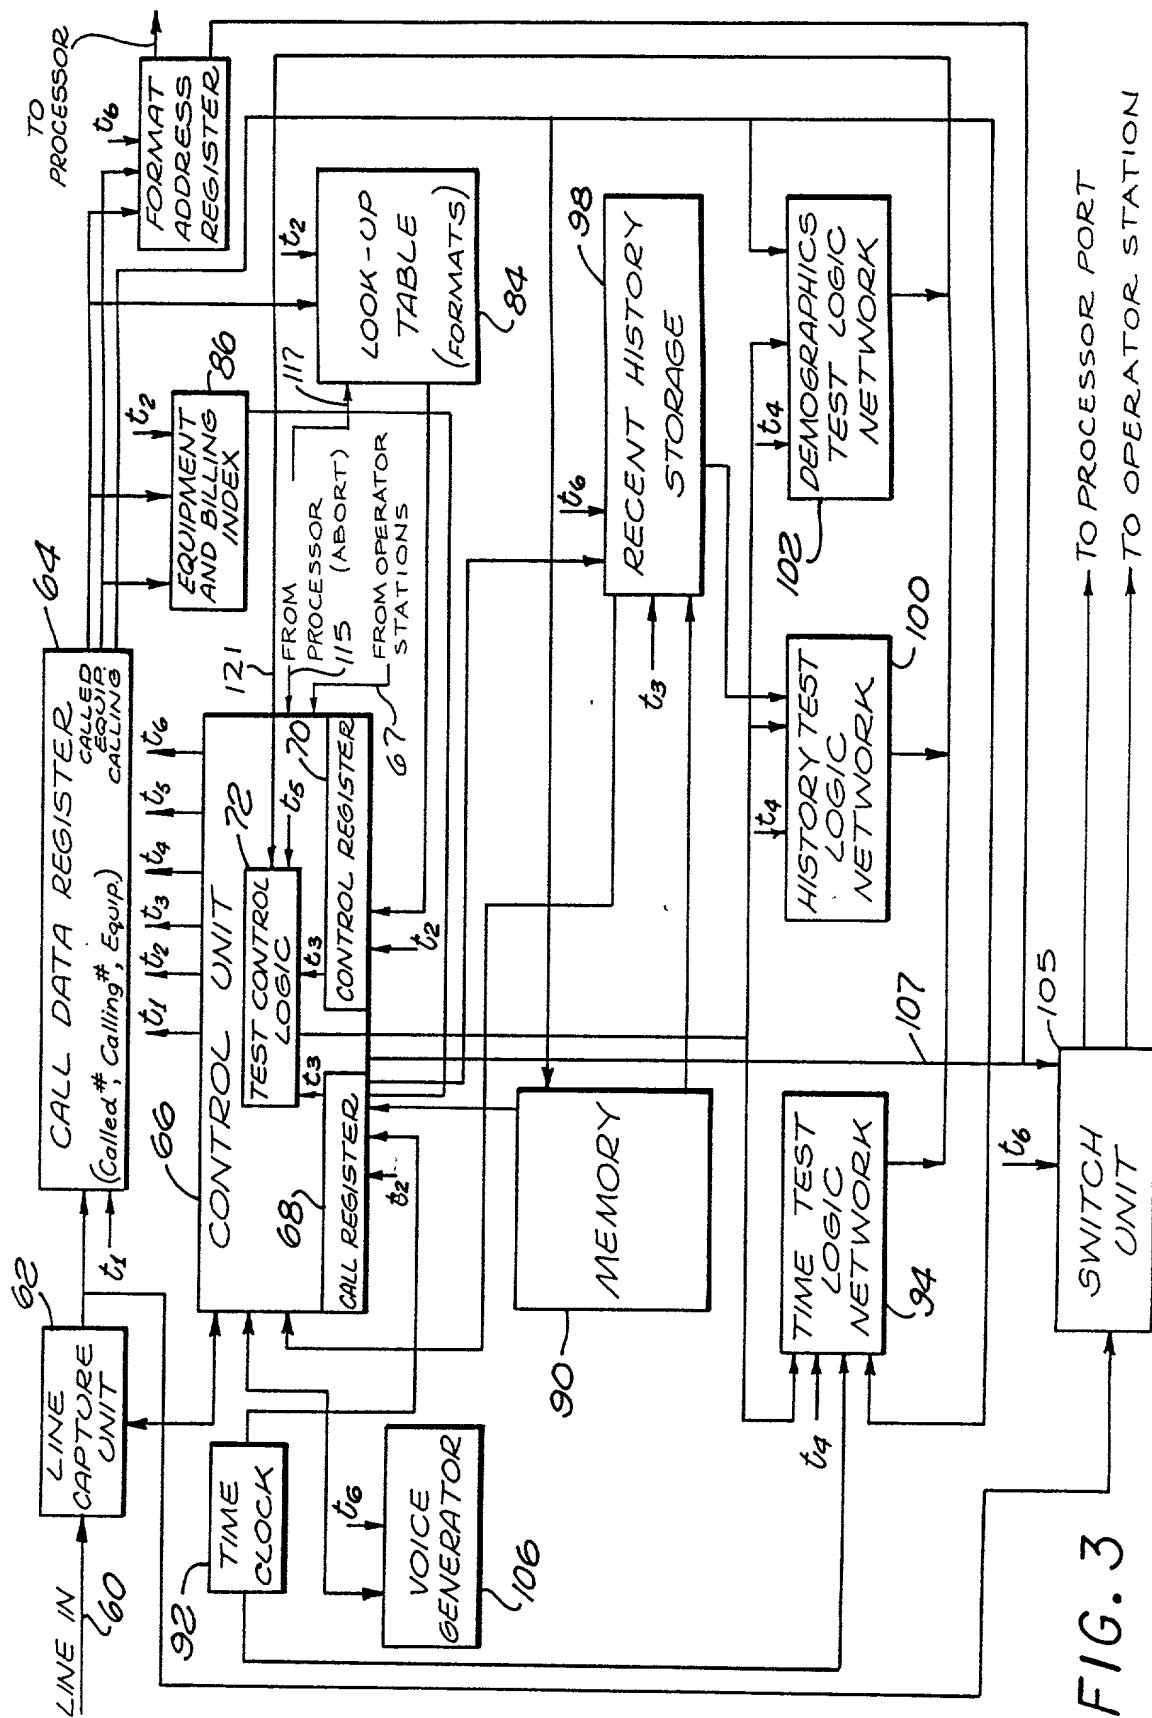 LINE IN
60
LINE
CAPTURE
UNIT
62
t1
CALL DATA REGISTER
(Called#, Calling#, Equip.)
CALLED
EQUIP.
CALLING
64
TO
PROCESSOR
FORMAT
ADDRESS
REGISTER
t6
EQUIPMENT
AND BILLING
INDEX
86
t2
LOOK-UP
TABLE
(FORMATS)
84
t2
117
121
FROM
PROCESSOR
115 (ABORT)
FROM OPERATOR
STATIONS
67
66
CONTROL UNIT
t1
t2
t3
t4
t5
t6
72
TEST CONTROL
LOGIC
t5
t3
t3
68
CALL REGISTER
70
CONTROL REGISTER
t2
t2
92
TIME
CLOCK
t6
VOICE
GENERATOR
106
MEMORY
90
98
RECENT HISTORY
STORAGE
t6
t3
TIME TEST
LOGIC
NETWORK
94
t4
HISTORY TEST
LOGIC
NETWORK
100
t4
DEMOGRAPHICS
TEST LOGIC
NETWORK
102
t4
107
105
t6
SWITCH
UNIT
TO PROCESSOR PORT
TO OPERATOR STATION
FIG. 3